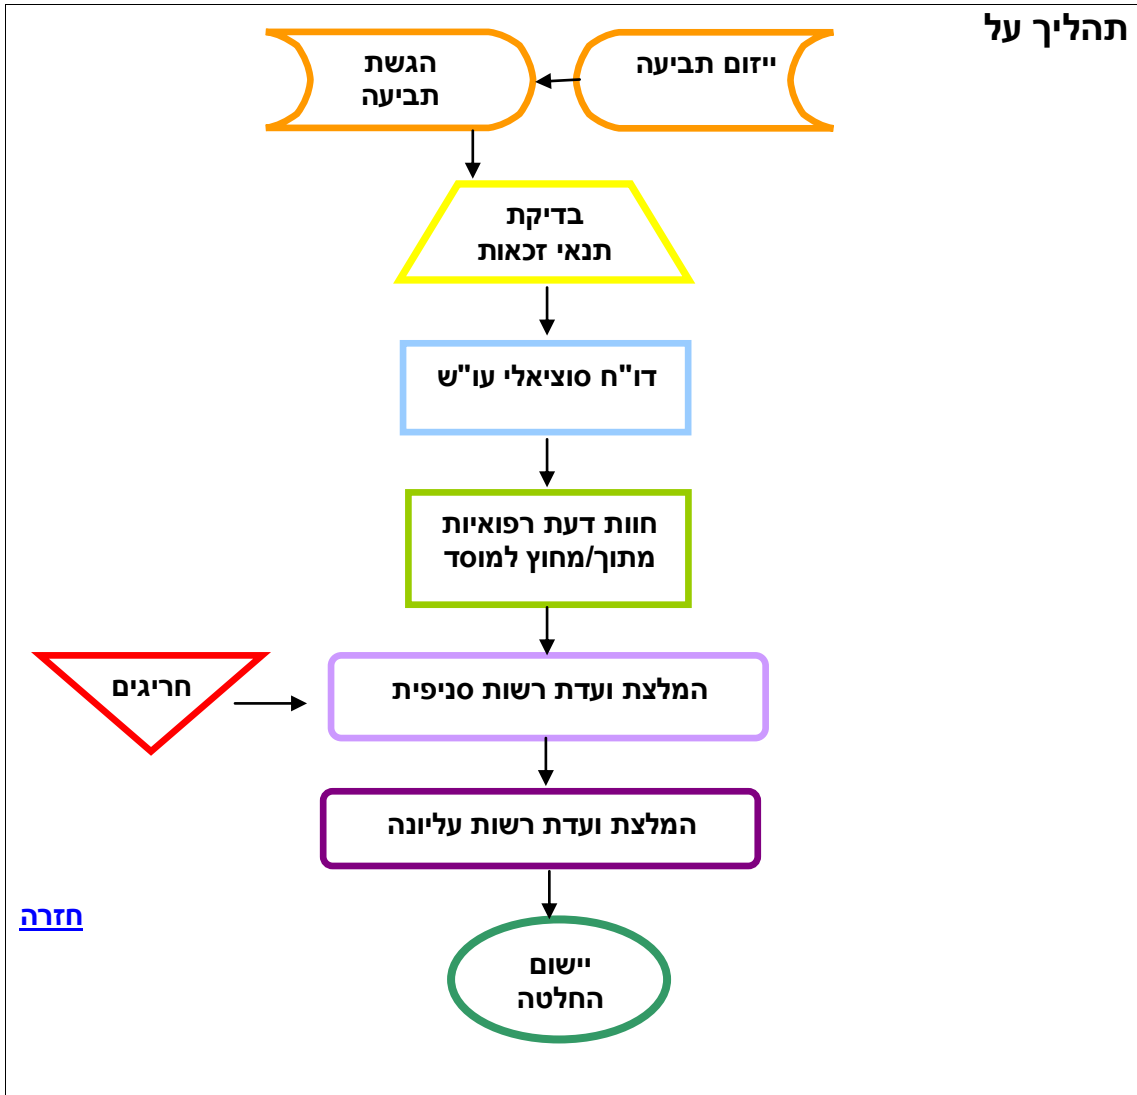 תהליך על
ייזום תביעה
הגשת
תביעה
בדיקת
תנאי זכאות
דו"ח סוציאלי עו"ש
חוות דעת רפואיות
מתוך/מחוץ למוסד
חריגים
המלצת ועדת רשות סניפית
המלצת ועדת רשות עליונה
חזרה
יישום
החלטה